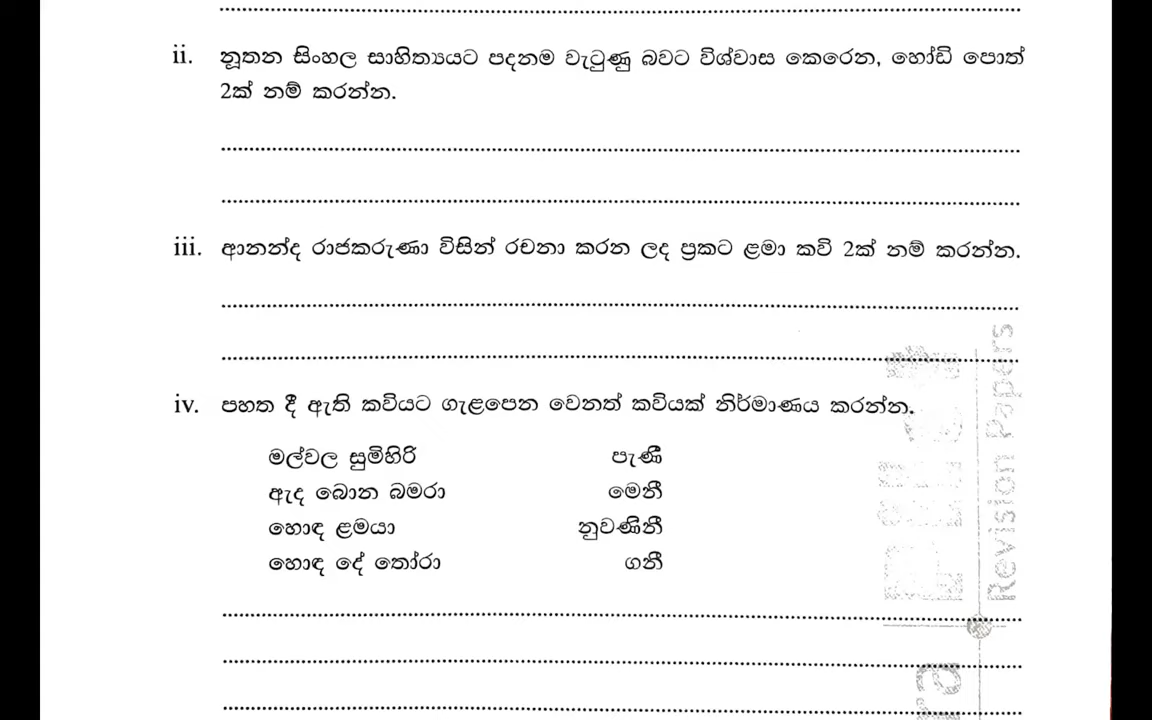 ii. නූතන සිංහල සාහිත්‍යයට පදනම වැටුණු බවට විශ්වාස කෙරෙන, හෝඩි පොත්
2ක් නම් කරන්න.
iii. ආනන්ද රාජකරුණා විසින් රචනා කරන ලද ප්‍රකට ළමා කවි 2ක් නම් කරන්න.
iv. පහත දී ඇති කවියට ගැළපෙන වෙනත් කවියක් නිර්මාණය කරන්න.
මල්වල සුමිහිරි පැණී
ඇද බොන බමරා මෙනී
හොඳ ළමයා නුවණිනී
හොඳ දේ තෝරා ගනී
Revision Papers